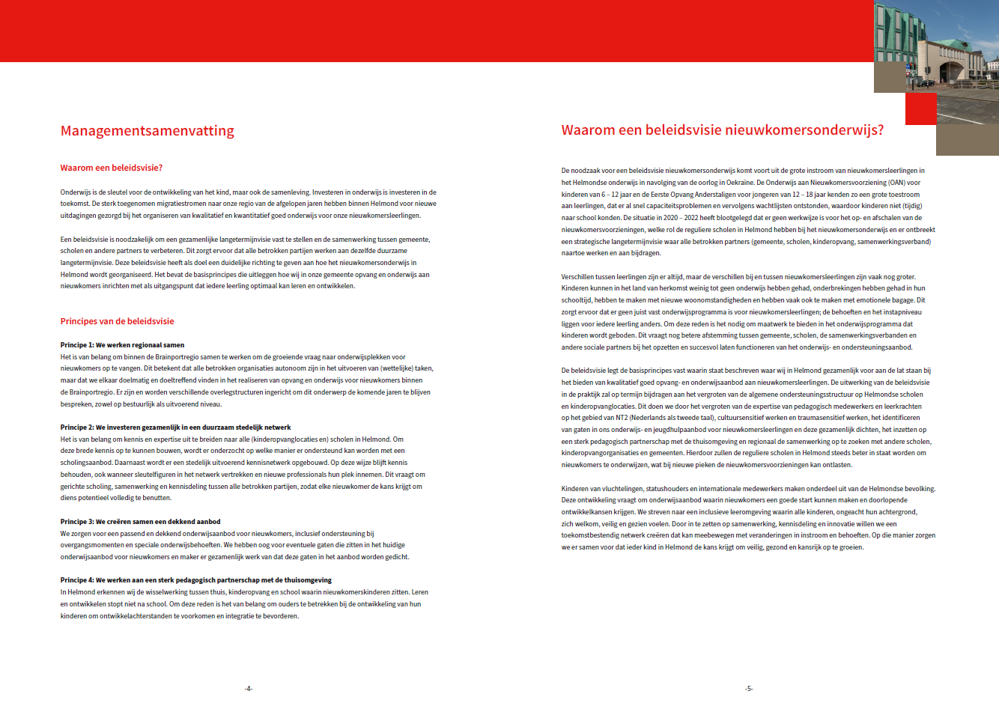 Managementsamenvatting
Waarom een beleidsvisie?
Onderwijs is de sleutel voor de ontwikkeling van het kind, maar ook de samenleving. Investeren in onderwijs is investeren in de
toekomst. De sterk toegenomen migratiestromen naar onze regio van de afgelopen jaren hebben binnen Helmond voor nieuwe
uitdagingen gezorgd bij het organiseren van kwalitatief en kwantitatief goed onderwijs voor onze nieuwkomersleerlingen.
Een beleidsvisie is noodzakelijk om een gezamenlijke langetermijnvisie vast te stellen en de samenwerking tussen gemeente,
scholen en andere partners te verbeteren. Dit zorgt ervoor dat alle betrokken partijen werken aan dezelfde duurzame
langetermijnvisie. Deze beleidsvisie heeft als doel een duidelijke richting te geven aan hoe het nieuwkomersonderwijs in
Helmond wordt georganiseerd. Het bevat de basisprincipes die uitleggen hoe wij in onze gemeente opvang en onderwijs aan
nieuwkomers inrichten met als uitgangspunt dat iedere leerling optimaal kan leren en ontwikkelen.
Principes van de beleidsvisie
Principe 1: We werken regionaal samen
Het is van belang om binnen de Brainportregio samen te werken om de groeiende vraag naar onderwijsplekken voor
nieuwkomers op te vangen. Dit betekent dat alle betrokken organisaties autonoom zijn in het uitvoeren van (wettelijke) taken,
maar dat we elkaar doelmatig en doeltreffend vinden in het realiseren van opvang en onderwijs voor nieuwkomers binnen
de Brainportregio. Er zijn en worden verschillende overlegstructuren ingericht om dit onderwerp de komende jaren te blijven
bespreken, zowel op bestuurlijk als uitvoerend niveau.
Principe 2: We investeren gezamenlijk in een duurzaam stedelijk netwerk
Het is van belang om kennis en expertise uit te breiden naar alle (kinderopvanglocaties en) scholen in Helmond. Om
deze brede kennis op te kunnen bouwen, wordt er onderzocht op welke manier er ondersteund kan worden met een
scholingsaanbod. Daarnaast wordt er een stedelijk uitvoerend kennisnetwerk opgebouwd. Op deze wijze blijft kennis
behouden, ook wanneer sleutelfiguren in het netwerk vertrekken en nieuwe professionals hun plek innemen. Dit vraagt om
gerichte scholing, samenwerking en kennisdeling tussen alle betrokken partijen, zodat elke nieuwkomer de kans krijgt om
diens potentieel volledig te benutten.
Principe 3: We creëren samen een dekkend aanbod
We zorgen voor een passend en dekkend onderwijsaanbod voor nieuwkomers, inclusief ondersteuning bij
overgangsmomenten en speciale onderwijsbehoeften. We hebben oog voor eventuele gaten die zitten in het huidige
onderwijsaanbod voor nieuwkomers en maker er gezamenlijk werk van dat deze gaten in het aanbod worden gedicht.
Principe 4: We werken aan een sterk pedagogisch partnerschap met de thuisomgeving
In Helmond erkennen wij de wisselwerking tussen thuis, kinderopvang en school waarin nieuwkomerskinderen zitten. Leren
en ontwikkelen stopt niet na school. Om deze reden is het van belang om ouders te betrekken bij de ontwikkeling van hun
kinderen om ontwikkelachterstanden te voorkomen en integratie te bevorderen.
-4-
Waarom een beleidsvisie nieuwkomersonderwijs?
De noodzaak voor een beleidsvisie nieuwkomersonderwijs komt voort uit de grote instroom van nieuwkomersleerlingen in
het Helmondse onderwijs in navolging van de oorlog in Oekraïne. De Onderwijs aan Nieuwkomersvoorziening (OAN) voor
kinderen van 6 – 12 jaar en de Eerste Opvang Anderstaligen voor jongeren van 12 – 18 jaar kenden zo een grote toestroom
aan leerlingen, dat er al snel capaciteitsproblemen en vervolgens wachtlijsten ontstonden, waardoor kinderen niet (tijdig)
naar school konden. De situatie in 2020 – 2022 heeft blootgelegd dat er geen werkwijze is voor het op- en afschalen van de
nieuwkomersvoorzieningen, welke rol de reguliere scholen in Helmond hebben bij het nieuwkomersonderwijs en er ontbreekt
een strategische langetermijnvisie waar alle betrokken partners (gemeente, scholen, kinderopvang, samenwerkingsverband)
naartoe werken en aan bijdragen.
Verschillen tussen leerlingen zijn er altijd, maar de verschillen bij en tussen nieuwkomersleerlingen zijn vaak nog groter.
Kinderen kunnen in het land van herkomst weinig tot geen onderwijs hebben gehad, onderbrekingen hebben gehad in hun
schooltijd, hebben te maken met nieuwe woonomstandigheden en hebben vaak ook te maken met emotionele bagage. Dit
zorgt ervoor dat er geen juist vast onderwijsprogramma is voor nieuwkomersleerlingen; de behoeften en het instapniveau
liggen voor iedere leerling anders. Om deze reden is het nodig om maatwerk te bieden in het onderwijsprogramma dat
kinderen wordt geboden. Dit vraagt nog betere afstemming tussen gemeente, scholen, de samenwerkingsverbanden en
andere sociale partners bij het opzetten en succesvol laten functioneren van het onderwijs- en ondersteuningsaanbod.
De beleidsvisie legt de basisprincipes vast waarin staat beschreven waar wij in Helmond gezamenlijk voor aan de lat staan bij
het bieden van kwalitatief goed opvang- en onderwijsaanbod aan nieuwkomersleerlingen. De uitwerking van de beleidsvisie
in de praktijk zal op termijn bijdragen aan het vergroten van de algemene ondersteuningsstructuur op Helmondse scholen
en kinderopvanglocaties. Dit doen we door het vergroten van de expertise van pedagogisch medewerkers en leerkrachten
op het gebied van NT2 (Nederlands als tweede taal), cultuursensitief werken en traumasensitief werken, het identificeren
van gaten in ons onderwijs- en jeugdhulpaanbod voor nieuwkomersleerlingen en deze gezamenlijk dichten, het inzetten op
een sterk pedagogisch partnerschap met de thuisomgeving en regionaal de samenwerking op te zoeken met andere scholen,
kinderopvangorganisaties en gemeenten. Hierdoor zullen de reguliere scholen in Helmond steeds beter in staat worden om
nieuwkomers te onderwijzen, wat bij nieuwe pieken de nieuwkomersvoorzieningen kan ontlasten.
Kinderen van vluchtelingen, statushouders en internationale medewerkers maken onderdeel uit van de Helmondse bevolking.
Deze ontwikkeling vraagt om onderwijsaanbod waarin nieuwkomers een goede start kunnen maken en doorlopende
ontwikkelkansen krijgen. We streven naar een inclusieve leeromgeving waarin alle kinderen, ongeacht hun achtergrond,
zich welkom, veilig en gezien voelen. Door in te zetten op samenwerking, kennisdeling en innovatie willen we een
toekomstbestendig netwerk creëren dat kan meebewegen met veranderingen in instroom en behoeften. Op die manier zorgen
we er samen voor dat ieder kind in Helmond de kans krijgt om veilig, gezond en kansrijk op te groeien.
-5-